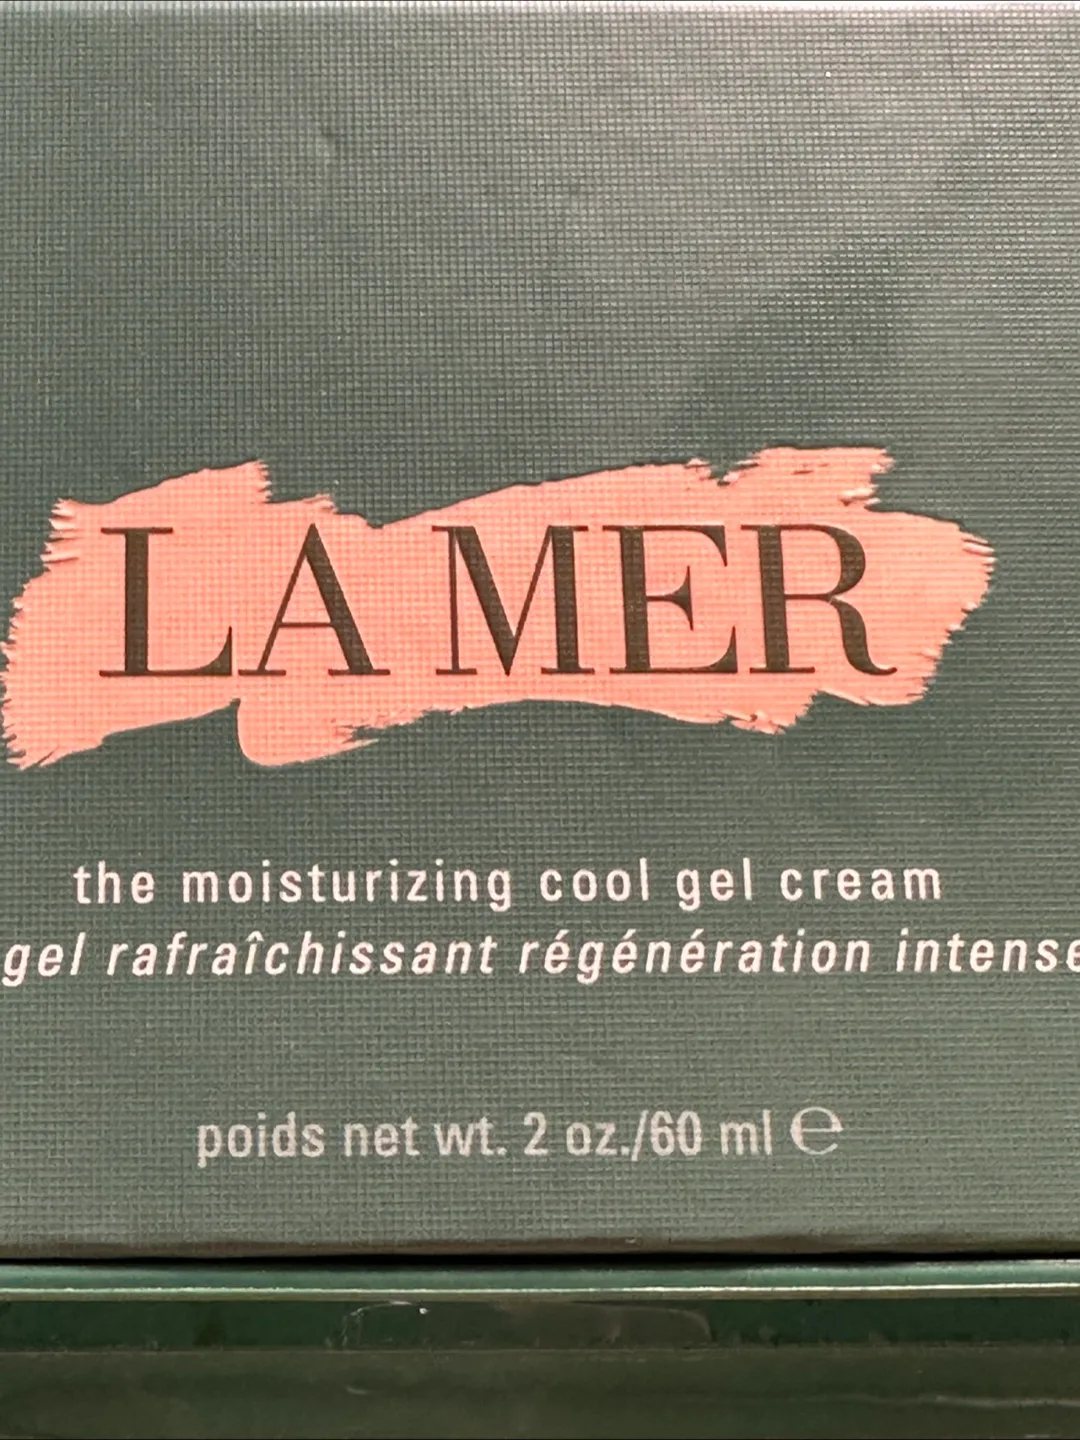 LA MER
the moisturizing cool gel cream
gel rafraîchissant régénération intense
poids net wt. 2 oz./60 ml ℮